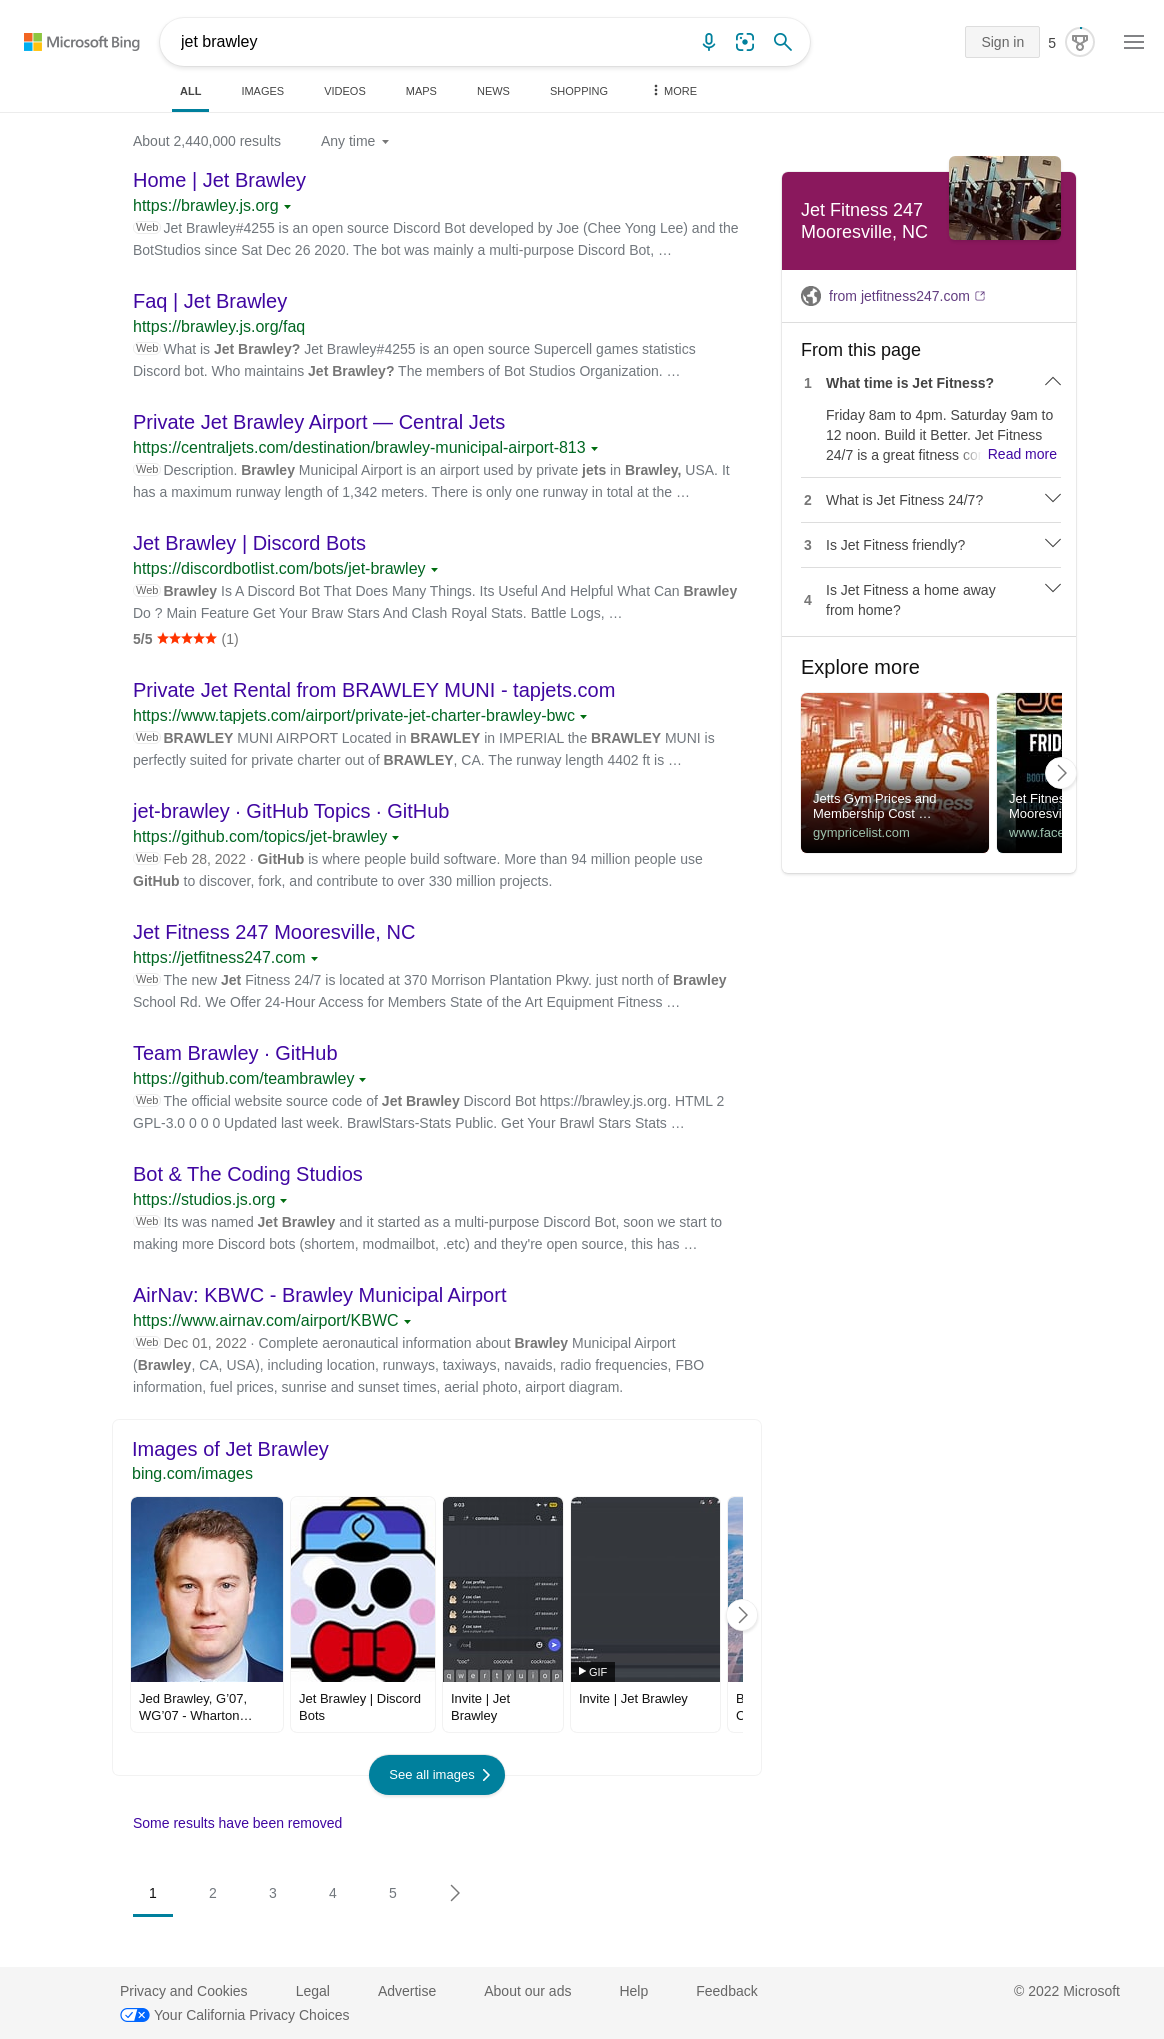 Microsoft Bing
jet brawley
Sign in
5
ALL
IMAGES
VIDEOS
MAPS
NEWS
SHOPPING
MORE
About 2,440,000 results
Any time
Home | Jet Brawley
https://brawley.js.org
Web Jet Brawley#4255 is an open source Discord Bot developed by Joe (Chee Yong Lee) and the
BotStudios since Sat Dec 26 2020. The bot was mainly a multi-purpose Discord Bot, …
Faq | Jet Brawley
https://brawley.js.org/faq
Web What is Jet Brawley? Jet Brawley#4255 is an open source Supercell games statistics
Discord bot. Who maintains Jet Brawley? The members of Bot Studios Organization. …
Private Jet Brawley Airport — Central Jets
https://centraljets.com/destination/brawley-municipal-airport-813
Web Description. Brawley Municipal Airport is an airport used by private jets in Brawley, USA. It
has a maximum runway length of 1,342 meters. There is only one runway in total at the …
Jet Brawley | Discord Bots
https://discordbotlist.com/bots/jet-brawley
Web Brawley Is A Discord Bot That Does Many Things. Its Useful And Helpful What Can Brawley
Do ? Main Feature Get Your Braw Stars And Clash Royal Stats. Battle Logs, …
5/5 (1)
Private Jet Rental from BRAWLEY MUNI - tapjets.com
https://www.tapjets.com/airport/private-jet-charter-brawley-bwc
Web BRAWLEY MUNI AIRPORT Located in BRAWLEY in IMPERIAL the BRAWLEY MUNI is
perfectly suited for private charter out of BRAWLEY, CA. The runway length 4402 ft is …
jet-brawley · GitHub Topics · GitHub
https://github.com/topics/jet-brawley
Web Feb 28, 2022 · GitHub is where people build software. More than 94 million people use
GitHub to discover, fork, and contribute to over 330 million projects.
Jet Fitness 247 Mooresville, NC
https://jetfitness247.com
Web The new Jet Fitness 24/7 is located at 370 Morrison Plantation Pkwy. just north of Brawley
School Rd. We Offer 24-Hour Access for Members State of the Art Equipment Fitness …
Team Brawley · GitHub
https://github.com/teambrawley
Web The official website source code of Jet Brawley Discord Bot https://brawley.js.org. HTML 2
GPL-3.0 0 0 0 Updated last week. BrawlStars-Stats Public. Get Your Brawl Stars Stats …
Bot & The Coding Studios
https://studios.js.org
Web Its was named Jet Brawley and it started as a multi-purpose Discord Bot, soon we start to
making more Discord bots (shortem, modmailbot, .etc) and they're open source, this has …
AirNav: KBWC - Brawley Municipal Airport
https://www.airnav.com/airport/KBWC
Web Dec 01, 2022 · Complete aeronautical information about Brawley Municipal Airport
(Brawley, CA, USA), including location, runways, taxiways, navaids, radio frequencies, FBO
information, fuel prices, sunrise and sunset times, aerial photo, airport diagram.
Images of Jet Brawley
bing.com/images
9:03
commands
/ coc profile
/ coc clan
/ coc members
/ coc save
JET BRAWLEY
JET BRAWLEY
JET BRAWLEY
JET BRAWLEY
/coc
"coc" coconut cockroach
q w e r t y u i o p
GIF
Jed Brawley, G'07,
WG'07 - Wharton…
Jet Brawley | Discord
Bots
Invite | Jet
Brawley
Invite | Jet Brawley
See all images
Some results have been removed
1
2
3
4
5
Jet Fitness 247
Mooresville, NC
from jetfitness247.com
From this page
1 What time is Jet Fitness?
Friday 8am to 4pm. Saturday 9am to
12 noon. Build it Better. Jet Fitness
24/7 is a great fitness co Read more
2 What is Jet Fitness 24/7?
3 Is Jet Fitness friendly?
4 Is Jet Fitness a home away
from home?
Explore more
jetts
24 hour fitness
Jetts Gym Prices and
Membership Cost …
gympricelist.com
FRID
BOOT
Jet Fitnes
Mooresvi
www.face
Privacy and Cookies
Legal
Advertise
About our ads
Help
Feedback
© 2022 Microsoft
Your California Privacy Choices